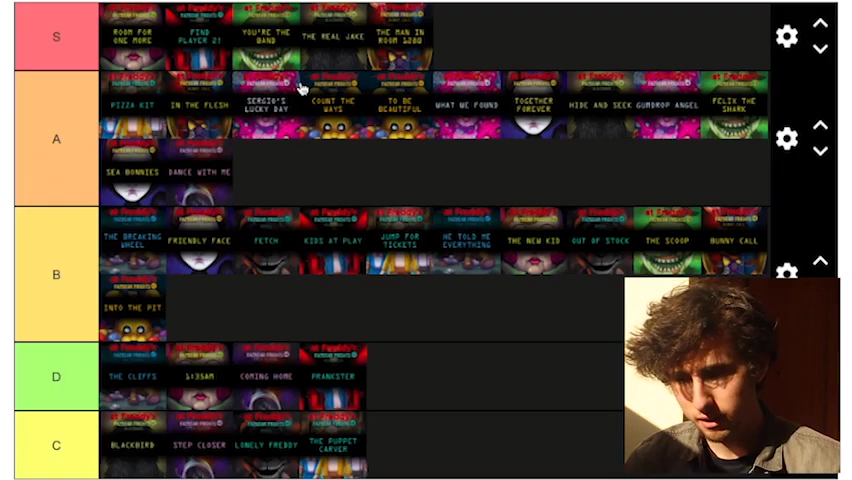 S
ROOM FOR ONE MORE
FIND PLAYER 2!
YOU'RE THE BAND
THE REAL JAKE
THE MAN IN ROOM 1280
A
PIZZA KIT
IN THE FLESH
SERGIO'S LUCKY DAY
COUNT THE WAYS
TO BE BEAUTIFUL
WHAT WE FOUND
TOGETHER FOREVER
HIDE AND SEEK
GUMDROP ANGEL
FELIX THE SHARK
SEA BONNIES
DANCE WITH ME
B
THE BREAKING WHEEL
FRIENDLY FACE
FETCH
KIDS AT PLAY
JUMP FOR TICKETS
HE TOLD ME EVERYTHING
THE NEW KID
OUT OF STOCK
THE SCOOP
BUNNY CALL
INTO THE PIT
D
THE CLIFFS
1:35AM
COMING HOME
PRANKSTER
C
BLACKBIRD
STEP CLOSER
LONELY FREDDY
THE PUPPET CARVER